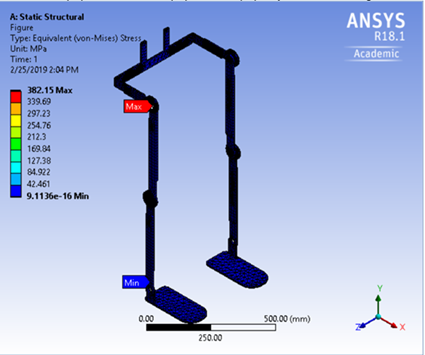 A: Static Structural
Figure
Type: Equivalent (von-Mises) Stress
Unit: MPa
Time: 1
2/25/2019 2:04 PM
382.15 Max
339.69
297.23
254.76
212.3
169.84
127.38
84.922
42.461
9.1136e-16 Min
ANSYS
R18.1
Academic
Max
Min
0.00
500.00 (mm)
250.00
Y
Z
X